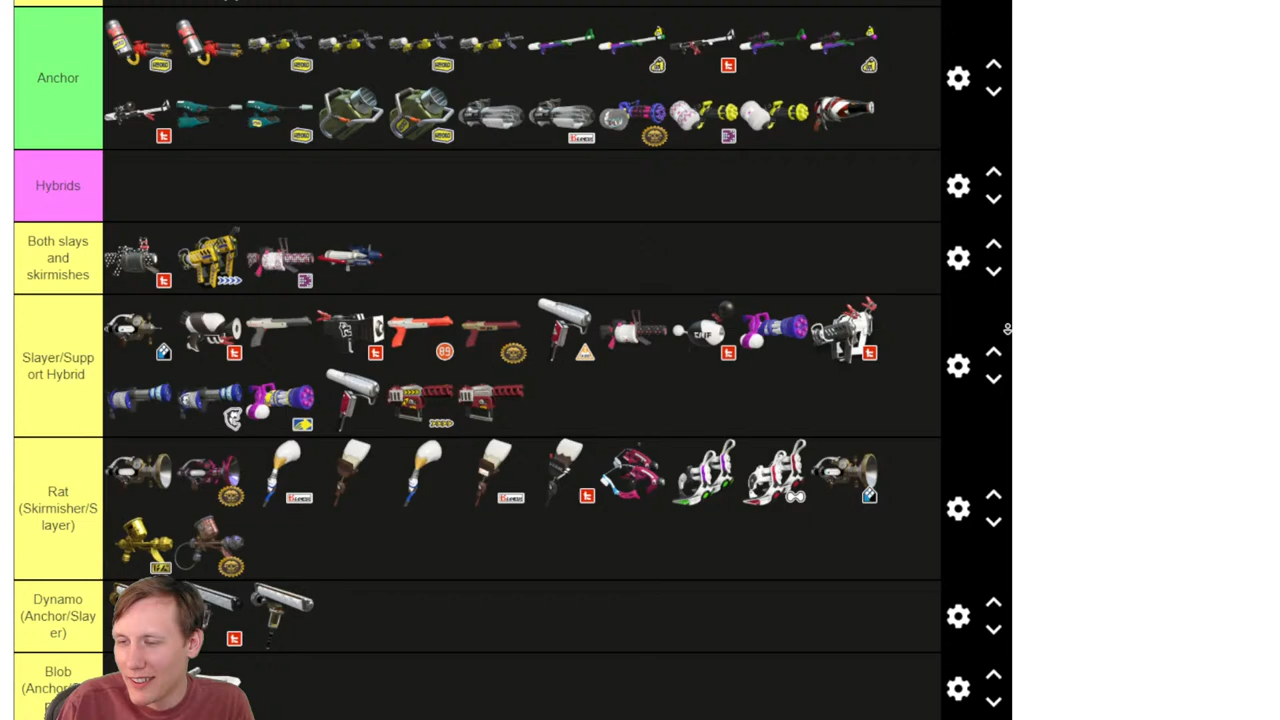 Anchor
Hybrids
Both slays
and
skirmishes
Slayer/Supp
ort Hybrid
Rat
(Skirmisher/S
layer)
Dynamo
(Anchor/Slay
er)
Blob